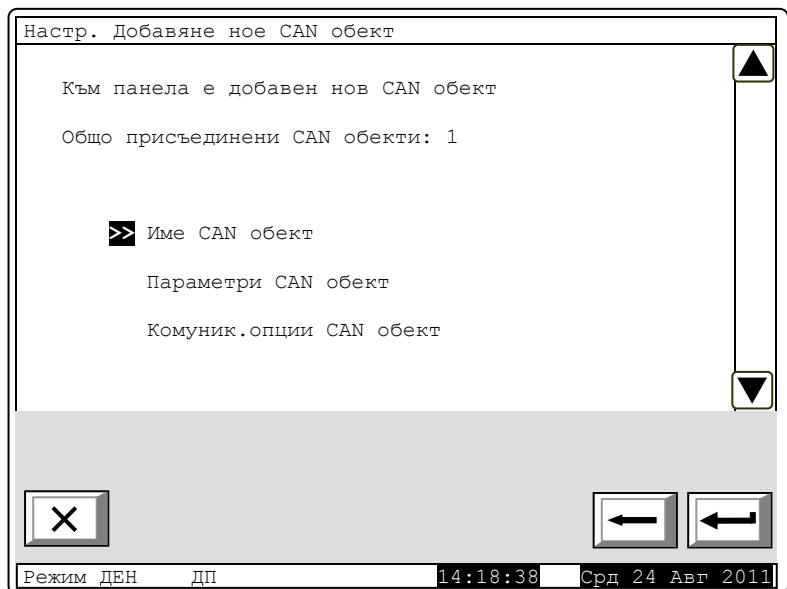 Настр. Добавяне ное CAN обект
Към панела е добавен нов CAN обект
Общо присъединени CAN обекти: 1
>> Име CAN обект
Параметри CAN обект
Комуник.опции CAN обект
Режим ДЕН ДП 14:18:38 Срд 24 Авг 2011